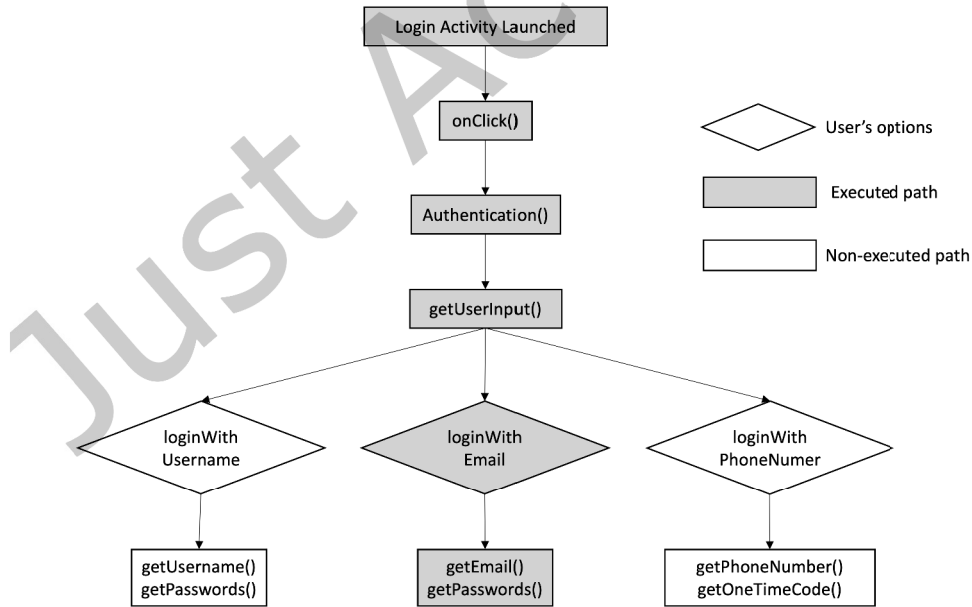 Login Activity Launched
onClick()
Authentication()
getUserInput()
loginWith
Username
loginWith
Email
loginWith
PhoneNumer
getUsername()
getPasswords()
getEmail()
getPasswords()
getPhoneNumber()
getOneTimeCode()
User's options
Executed path
Non-executed path
Just Ac